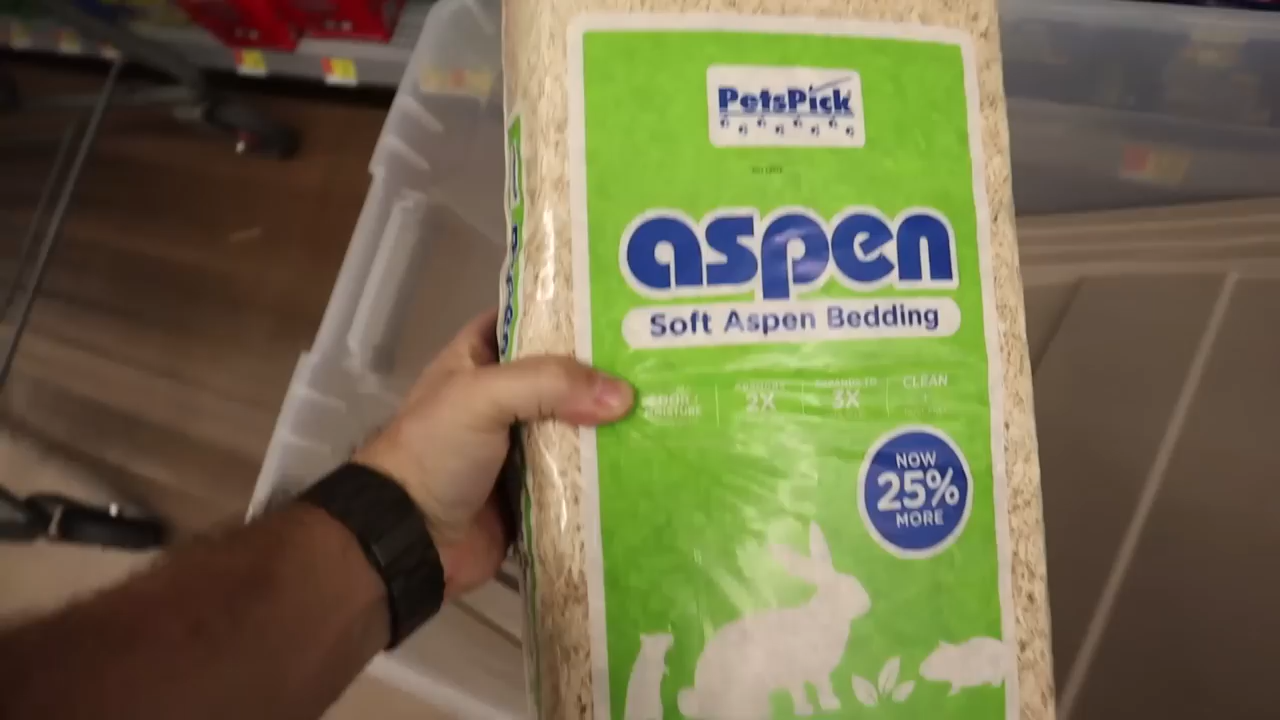 PetsPick
aspen
Soft Aspen Bedding
2X
3X
CLEAN
NOW
25%
MORE